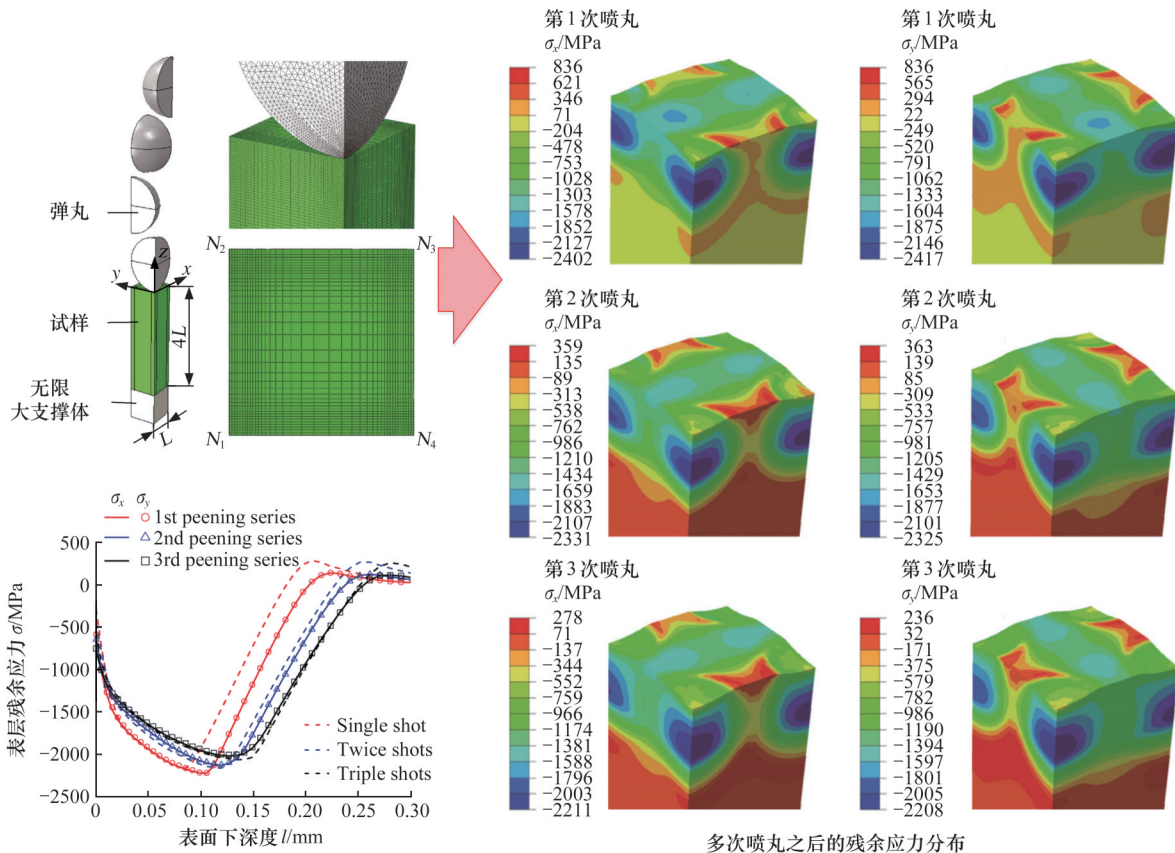 弹丸
试样
无限
大支撑体
z
y
x
4L
L
N2
N3
N1
N4
σx σy
1st peening series
2nd peening series
3rd peening series
500
0
−500
−1000
−1500
−2000
−2500
表层残余应力 σ/MPa
0
0.05
0.10
0.15
0.20
0.25
0.30
表面下深度 l/mm
Single shot
Twice shots
Triple shots
第1次喷丸
σx/MPa
836
621
346
71
−204
−478
−753
−1028
−1303
−1578
−1852
−2127
−2402
第1次喷丸
σy/MPa
836
565
294
22
−249
−520
−791
−1062
−1333
−1604
−1875
−2146
−2417
第2次喷丸
σx/MPa
359
135
−89
−313
−538
−762
−986
−1210
−1434
−1659
−1883
−2107
−2331
第2次喷丸
σy/MPa
363
139
−85
−309
−533
−757
−981
−1205
−1429
−1653
−1877
−2101
−2325
第3次喷丸
σx/MPa
278
71
−137
−344
−552
−759
−966
−1174
−1381
−1588
−1796
−2003
−2211
第3次喷丸
σy/MPa
236
32
−171
−375
−579
−782
−986
−1190
−1394
−1597
−1801
−2005
−2208
多次喷丸之后的残余应力分布